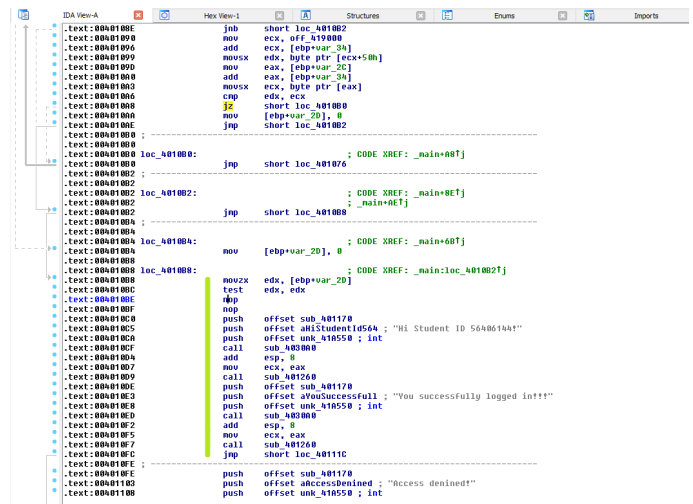 IDA View-A Hex View-1 Structures Enums Imports
.text:0040108E jnb short loc_4010B2
.text:00401090 mov ecx, off_419000
.text:00401096 add ecx, [ebp+var_34]
.text:00401099 movsx edx, byte ptr [ecx+50h]
.text:0040109D mov eax, [ebp+var_2C]
.text:004010A0 add eax, [ebp+var_34]
.text:004010A3 movsx ecx, byte ptr [eax]
.text:004010A6 cmp edx, ecx
.text:004010A8 jz short loc_4010B0
.text:004010AA mov [ebp+var_2D], 0
.text:004010AE jmp short loc_4010B2
.text:004010B0 ; ---------------------------------------------------------------------------
.text:004010B0
.text:004010B0 loc_4010B0: ; CODE XREF: _main+A8↑j
.text:004010B0 jmp short loc_401076
.text:004010B2 ; ---------------------------------------------------------------------------
.text:004010B2
.text:004010B2 loc_4010B2: ; CODE XREF: _main+8E↑j
.text:004010B2 ; _main+AE↑j
.text:004010B2 jmp short loc_4010B8
.text:004010B4 ; ---------------------------------------------------------------------------
.text:004010B4
.text:004010B4 loc_4010B4: ; CODE XREF: _main+6B↑j
.text:004010B4 mov [ebp+var_2D], 0
.text:004010B8
.text:004010B8 loc_4010B8: ; CODE XREF: _main:loc_4010B2↑j
.text:004010B8 movzx edx, [ebp+var_2D]
.text:004010BC test edx, edx
.text:004010BE nop
.text:004010BF nop
.text:004010C0 push offset sub_401170
.text:004010C5 push offset aHiStudentId564 ; "Hi Student ID 56406144!"
.text:004010CA push offset unk_41A550 ; int
.text:004010CF call sub_4030A0
.text:004010D4 add esp, 8
.text:004010D7 mov ecx, eax
.text:004010D9 call sub_401260
.text:004010DE push offset sub_401170
.text:004010E3 push offset aYouSuccessfull ; "You successfully logged in!!!"
.text:004010E8 push offset unk_41A550 ; int
.text:004010ED call sub_4030A0
.text:004010F2 add esp, 8
.text:004010F5 mov ecx, eax
.text:004010F7 call sub_401260
.text:004010FC jmp short loc_40111C
.text:004010FE ; ---------------------------------------------------------------------------
.text:004010FE push offset sub_401170
.text:00401103 push offset aAccessDenined ; "Access denined!"
.text:00401108 push offset unk_41A550 ; int